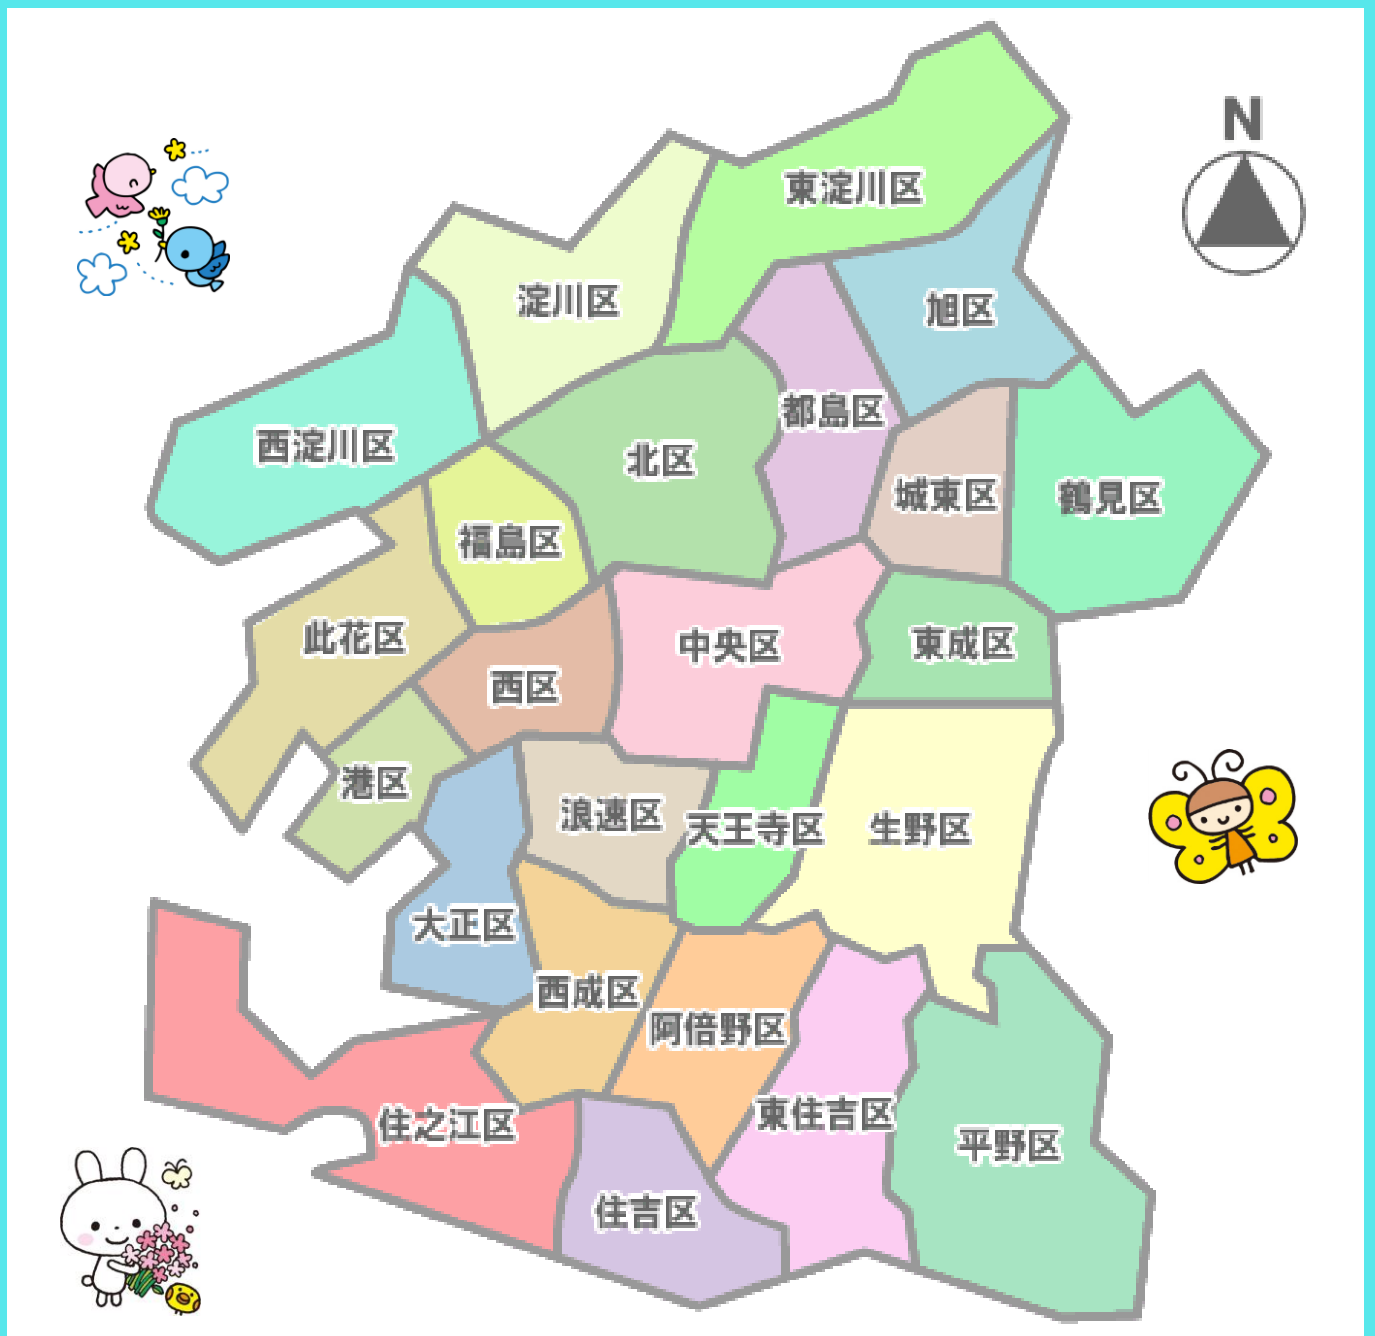 N
東淀川区
淀川区
旭区
都島区
西淀川区
北区
城東区
鶴見区
福島区
此花区
中央区
東成区
西区
港区
浪速区
天王寺区
生野区
大正区
西成区
阿倍野区
住之江区
東住吉区
平野区
住吉区